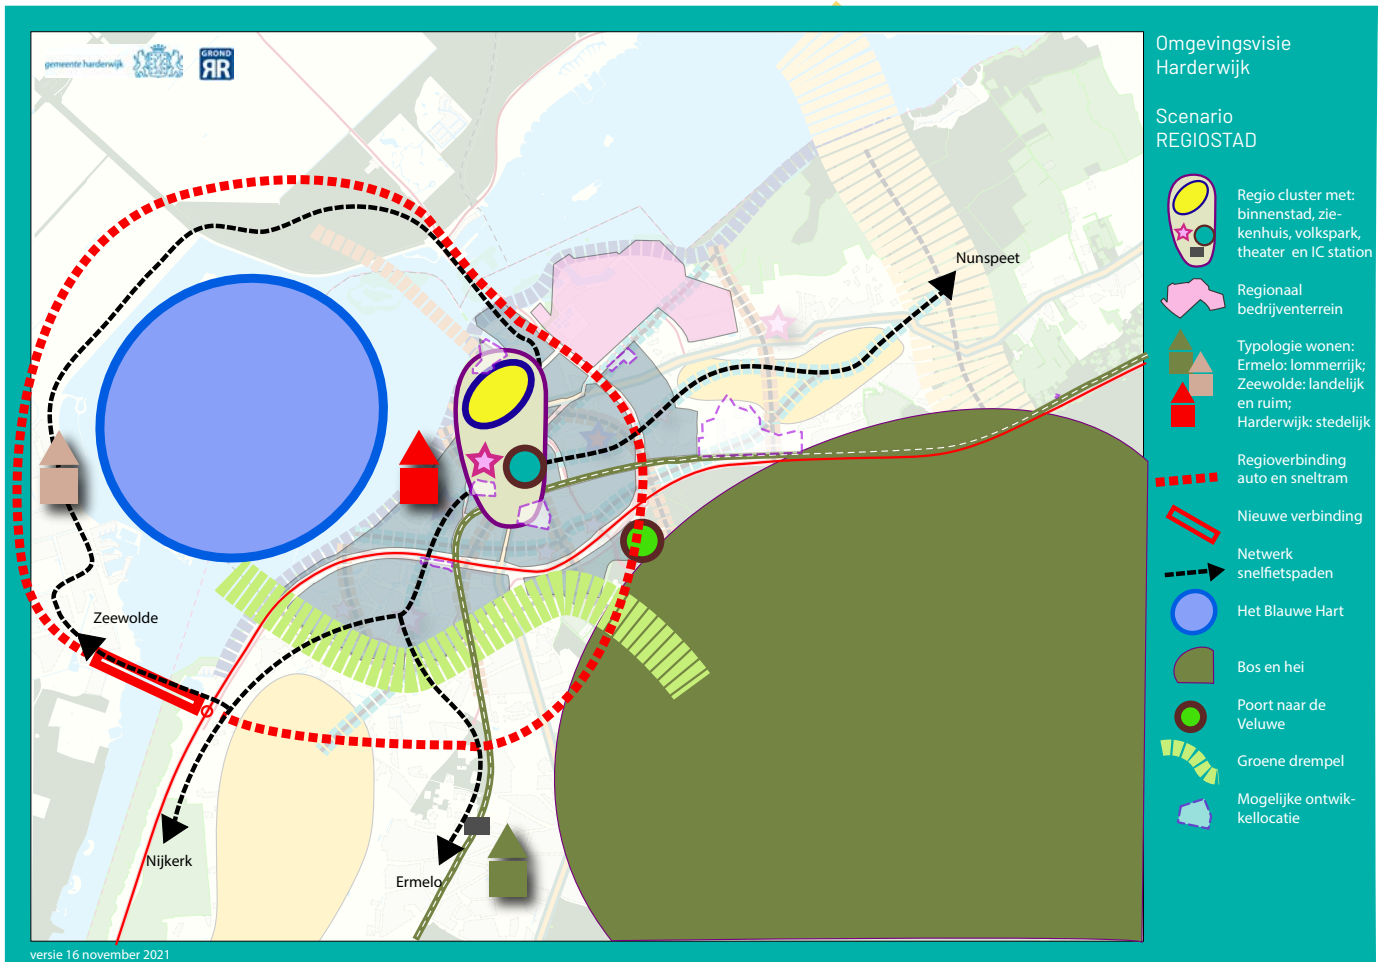 gemeente harderwijk
GROND
RR
Nunspeet
Zeewolde
Nijkerk
Ermelo
Omgevingsvisie
Harderwijk
Scenario
REGIOSTAD
Regio cluster met:
binnenstad, zie-
kenhuis, volkspark,
theater en IC station
Regionaal
bedrijventerrein
Typologie wonen:
Ermelo: lommerrijk;
Zeewolde: landelijk
en ruim;
Harderwijk: stedelijk
Regioverbinding
auto en sneltram
Nieuwe verbinding
Netwerk
snelfietspaden
Het Blauwe Hart
Bos en hei
Poort naar de
Veluwe
Groene drempel
Mogelijke ontwik-
kellocatie
versie 16 november 2021